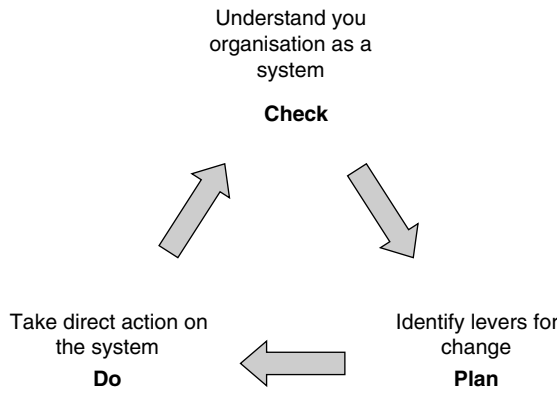 Understand you
organisation as a
system
Check
Take direct action on
the system
Do
Identify levers for
change
Plan